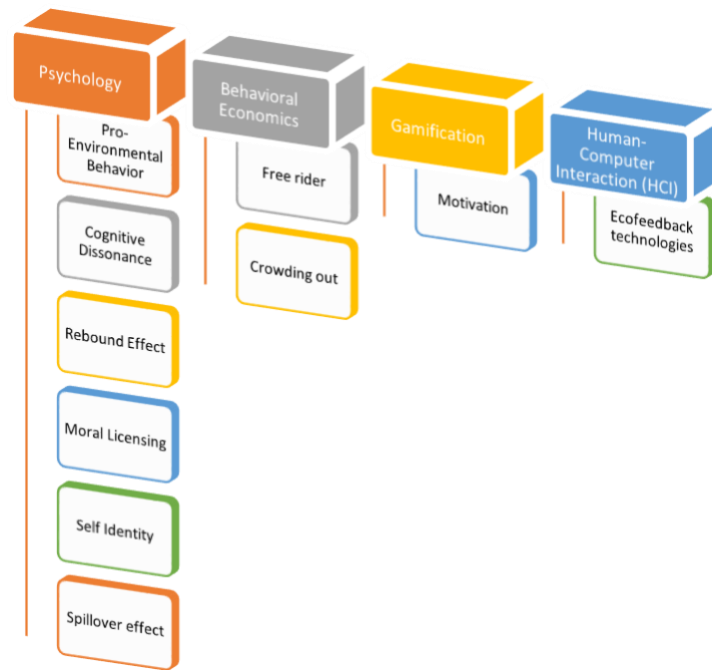 Psychology
Pro-
Environmental
Behavior
Cognitive
Dissonance
Rebound Effect
Moral Licensing
Self Identity
Spillover effect
Behavioral
Economics
Free rider
Crowding out
Gamification
Motivation
Human-
Computer
Interaction (HCI)
Ecofeedback
technologies